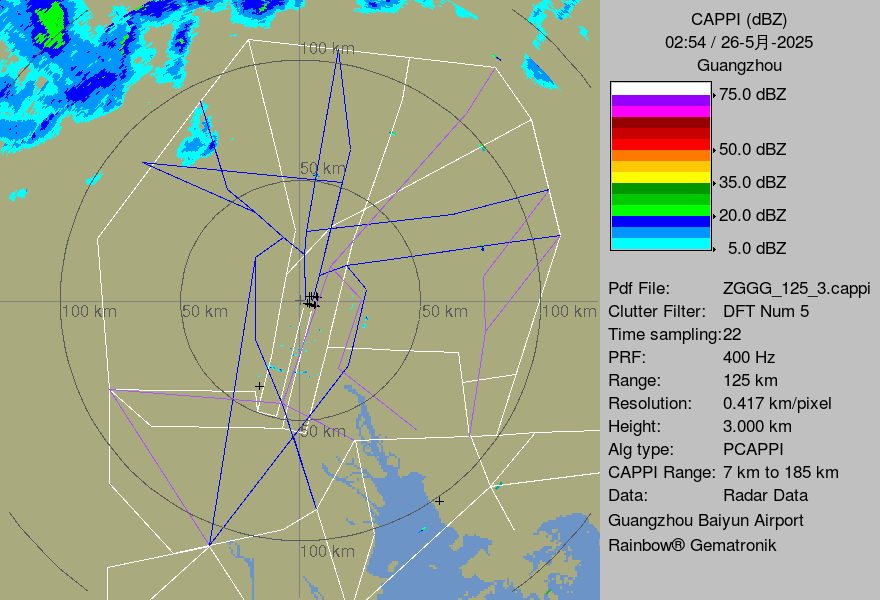 100 km
50 km
100 km
50 km
50 km
100 km
50 km
100 km
CAPPI (dBZ)
02:54 / 26-5月-2025
Guangzhou
75.0 dBZ
50.0 dBZ
35.0 dBZ
20.0 dBZ
5.0 dBZ
Pdf File: ZGGG_125_3.cappi
Clutter Filter: DFT Num 5
Time sampling:22
PRF: 400 Hz
Range: 125 km
Resolution: 0.417 km/pixel
Height: 3.000 km
Alg type: PCAPPI
CAPPI Range: 7 km to 185 km
Data: Radar Data
Guangzhou Baiyun Airport
Rainbow® Gematronik